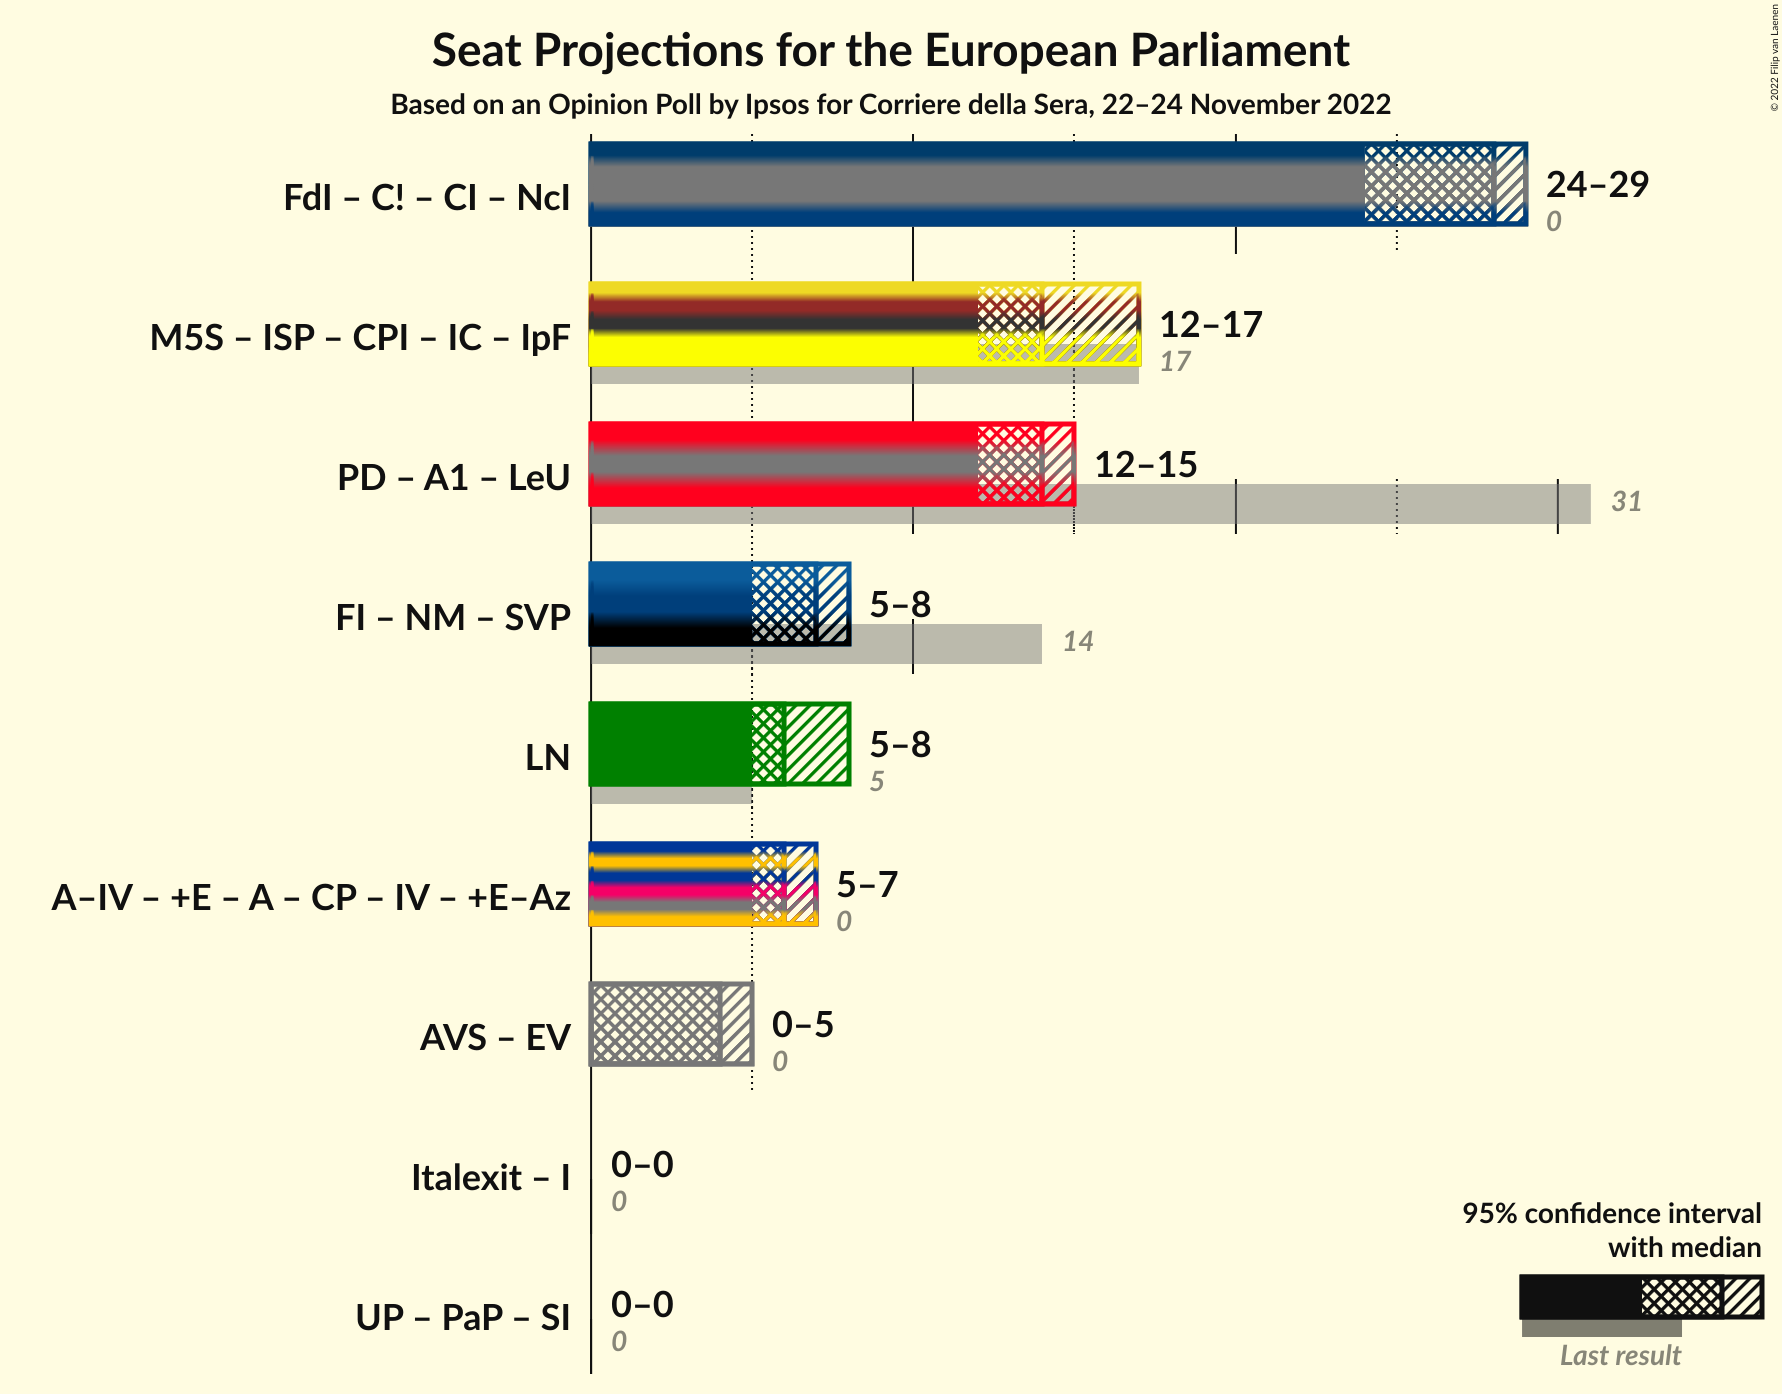 Seat Projections for the European Parliament
Based on an Opinion Poll by Ipsos for Corriere della Sera, 22–24 November 2022
© 2022 Filip van Laenen
FdI – C! – CI – NcI
24–29
0
M5S – ISP – CPI – IC – IpF
12–17
17
PD – A1 – LeU
12–15
31
FI – NM – SVP
5–8
14
LN
5–8
5
A–IV – +E – A – CP – IV – +E–Az
5–7
0
AVS – EV
0–5
0
Italexit – I
0–0
0
UP – PaP – SI
0–0
0
95% confidence interval
with median
Last result